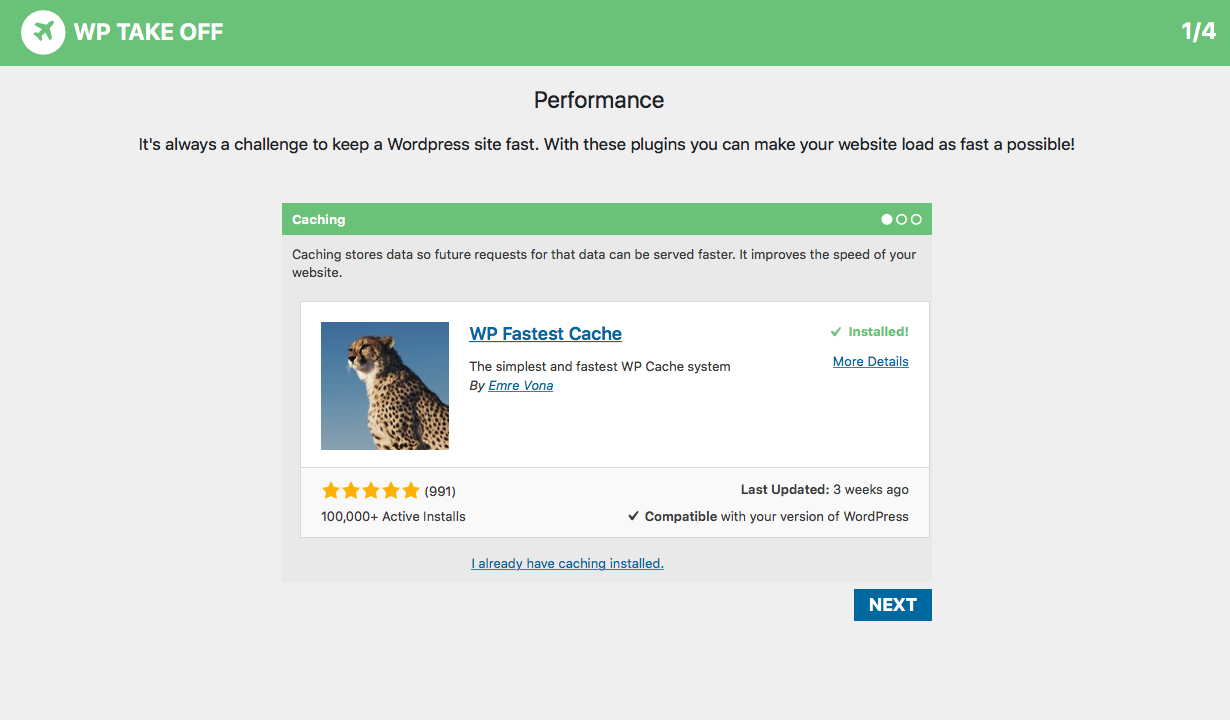 WP TAKE OFF
1/4
Performance
It's always a challenge to keep a Wordpress site fast. With these plugins you can make your website load as fast a possible!
Caching
Caching stores data so future requests for that data can be served faster. It improves the speed of your
website.
WP Fastest Cache
Installed!
The simplest and fastest WP Cache system
More Details
By Emre Vona
(991)
Last Updated: 3 weeks ago
100,000+ Active Installs
Compatible with your version of WordPress
I already have caching installed.
NEXT